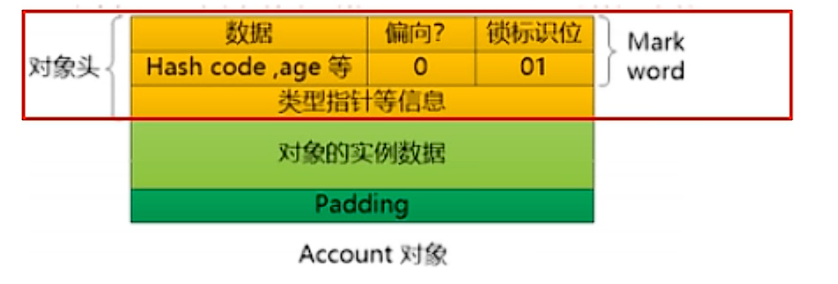 数据 偏向? 锁标识位
对象头 Hash code ,age 等 0 01 Mark word
类型指针等信息
对象的实例数据
Padding
Account 对象